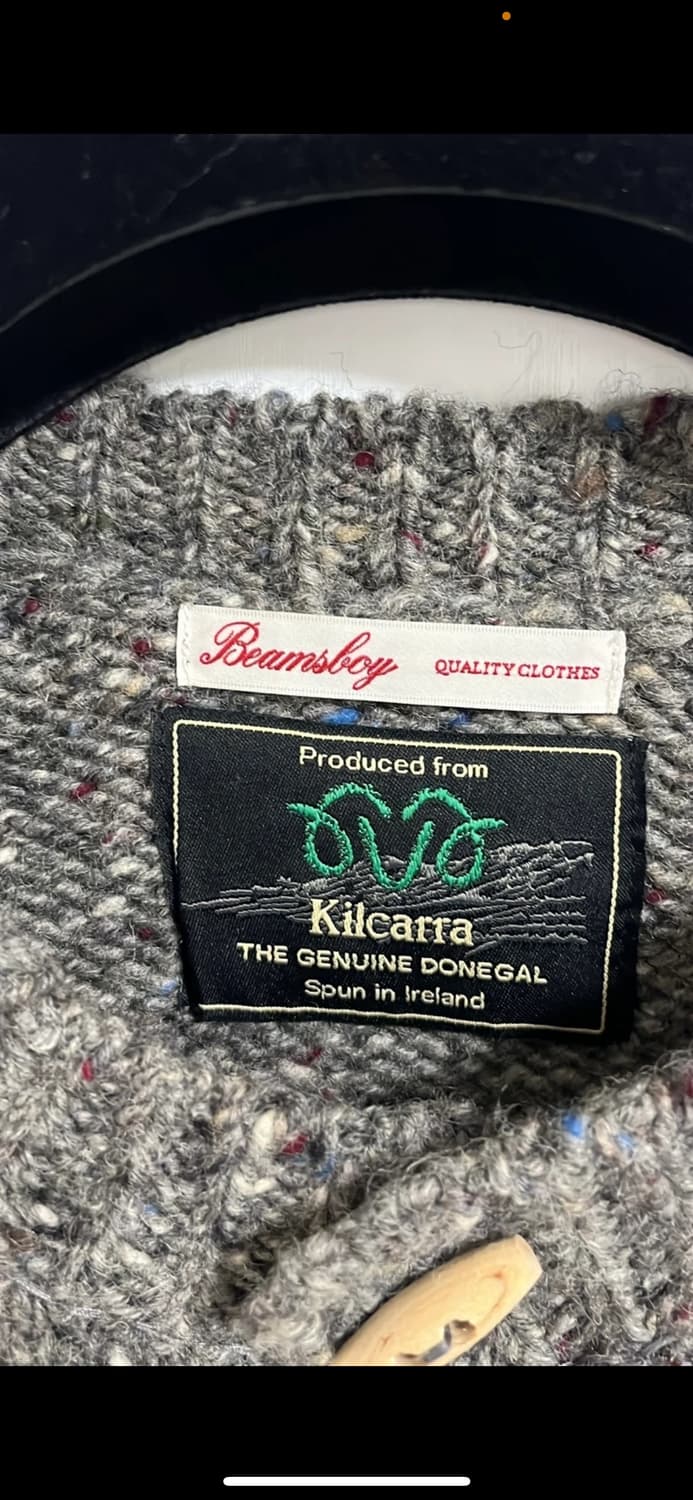 Beamsboy QUALITY CLOTHES
Produced from
Kilcarra
THE GENUINE DONEGAL
Spun in Ireland